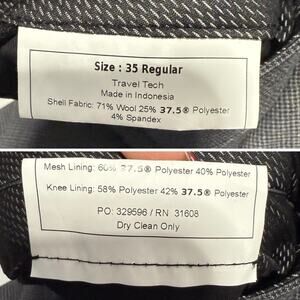 Size : 35 Regular
Travel Tech
Made in Indonesia
Shell Fabric: 71% Wool 25% 37.5® Polyester
4% Spandex
Mesh Lining: 60% 37.5® Polyester 40% Polyester
Knee Lining: 58% Polyester 42% 37.5® Polyester
PO: 329596 / RN 31608
Dry Clean Only